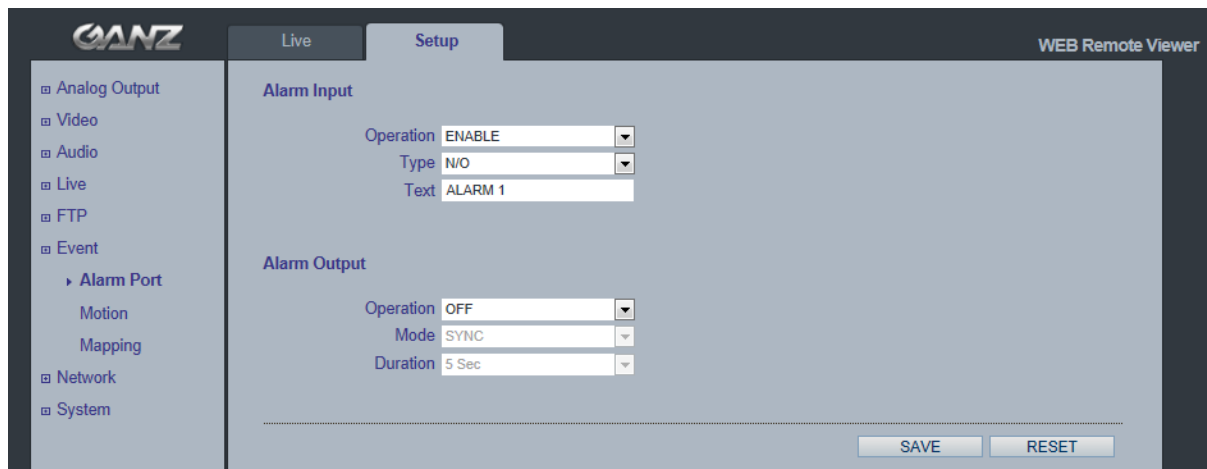 GANZ
Live
Setup
WEB Remote Viewer
Analog Output
Video
Audio
Live
FTP
Event
Alarm Port
Motion
Mapping
Network
System
Alarm Input
Operation ENABLE
Type N/O
Text ALARM 1
Alarm Output
Operation OFF
Mode SYNC
Duration 5 Sec
SAVE
RESET